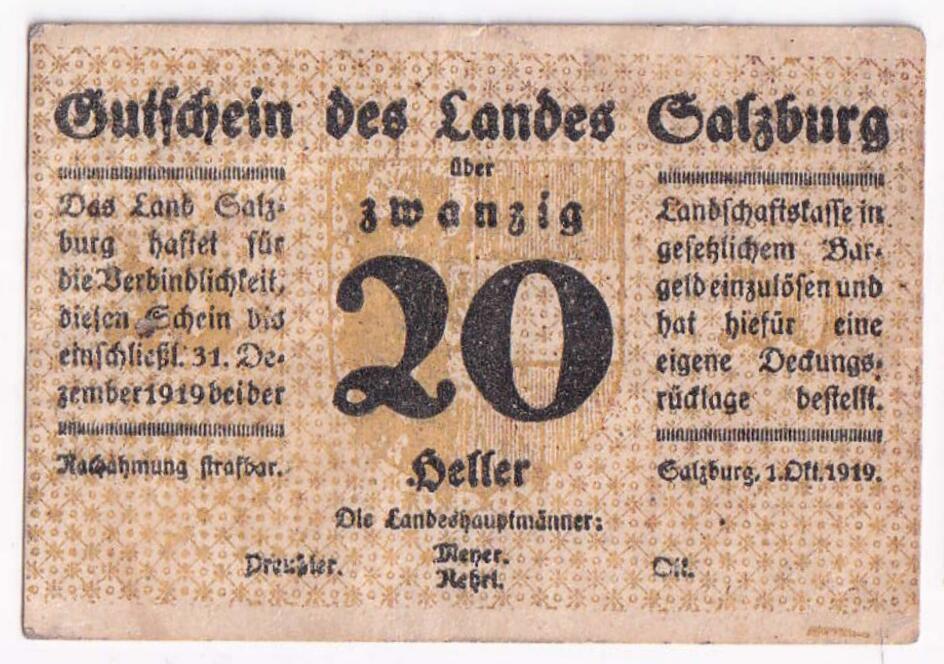 Gutschein des Landes Salzburg
über
zwanzig
20
Heller
Das Land Salz-
burg haftet für
die Verbindlichkeit,
diesen Schein bis
einschließl. 31. De-
zember 1919 bei der
Landschaftskasse in
gesetzlichem Bar-
geld einzulösen und
hat hiefür eine
eigene Deckungs-
rücklage bestellt.
Nachahmung strafbar.
Salzburg, 1. Okt. 1919.
Die Landeshauptmänner:
Preußler.
Meyer.
Rehrl.
Ott.